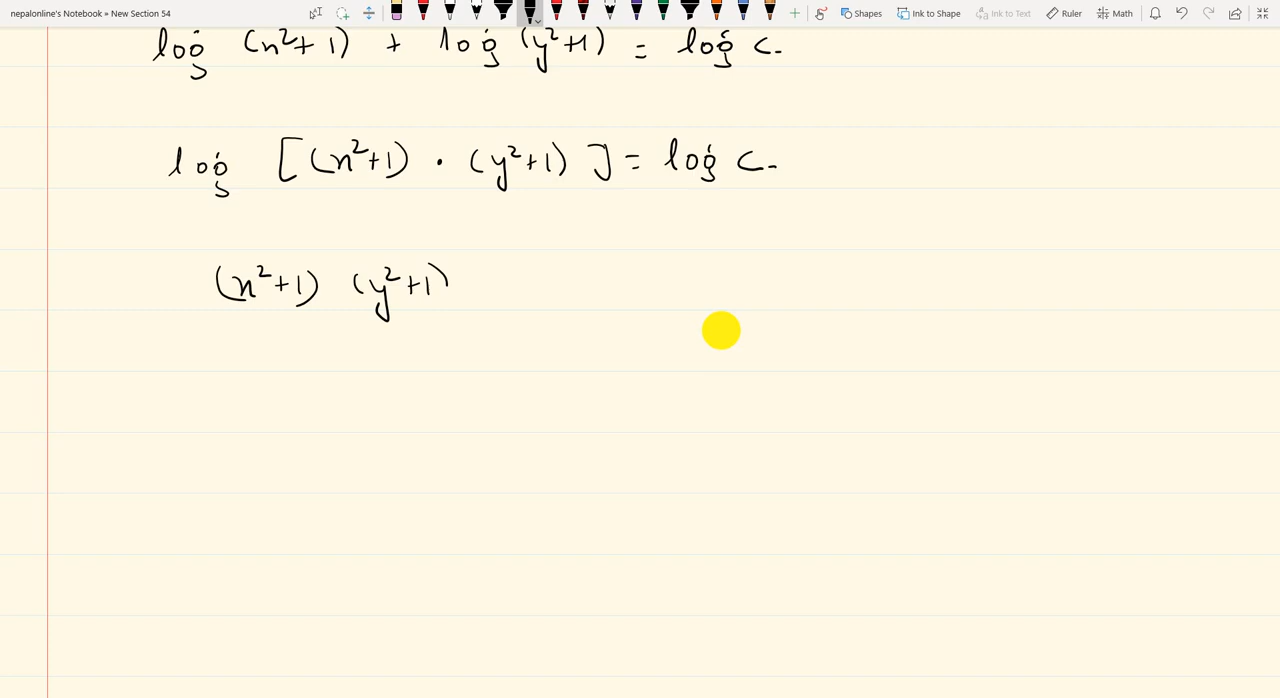 nepalonline's Notebook » New Section 54
Shapes Ink to Shape Ink to Text Ruler Math
log (x²+1) + log (y²+1) = log c.
log [(x²+1) · (y²+1)] = log c.
(x²+1) (y²+1)